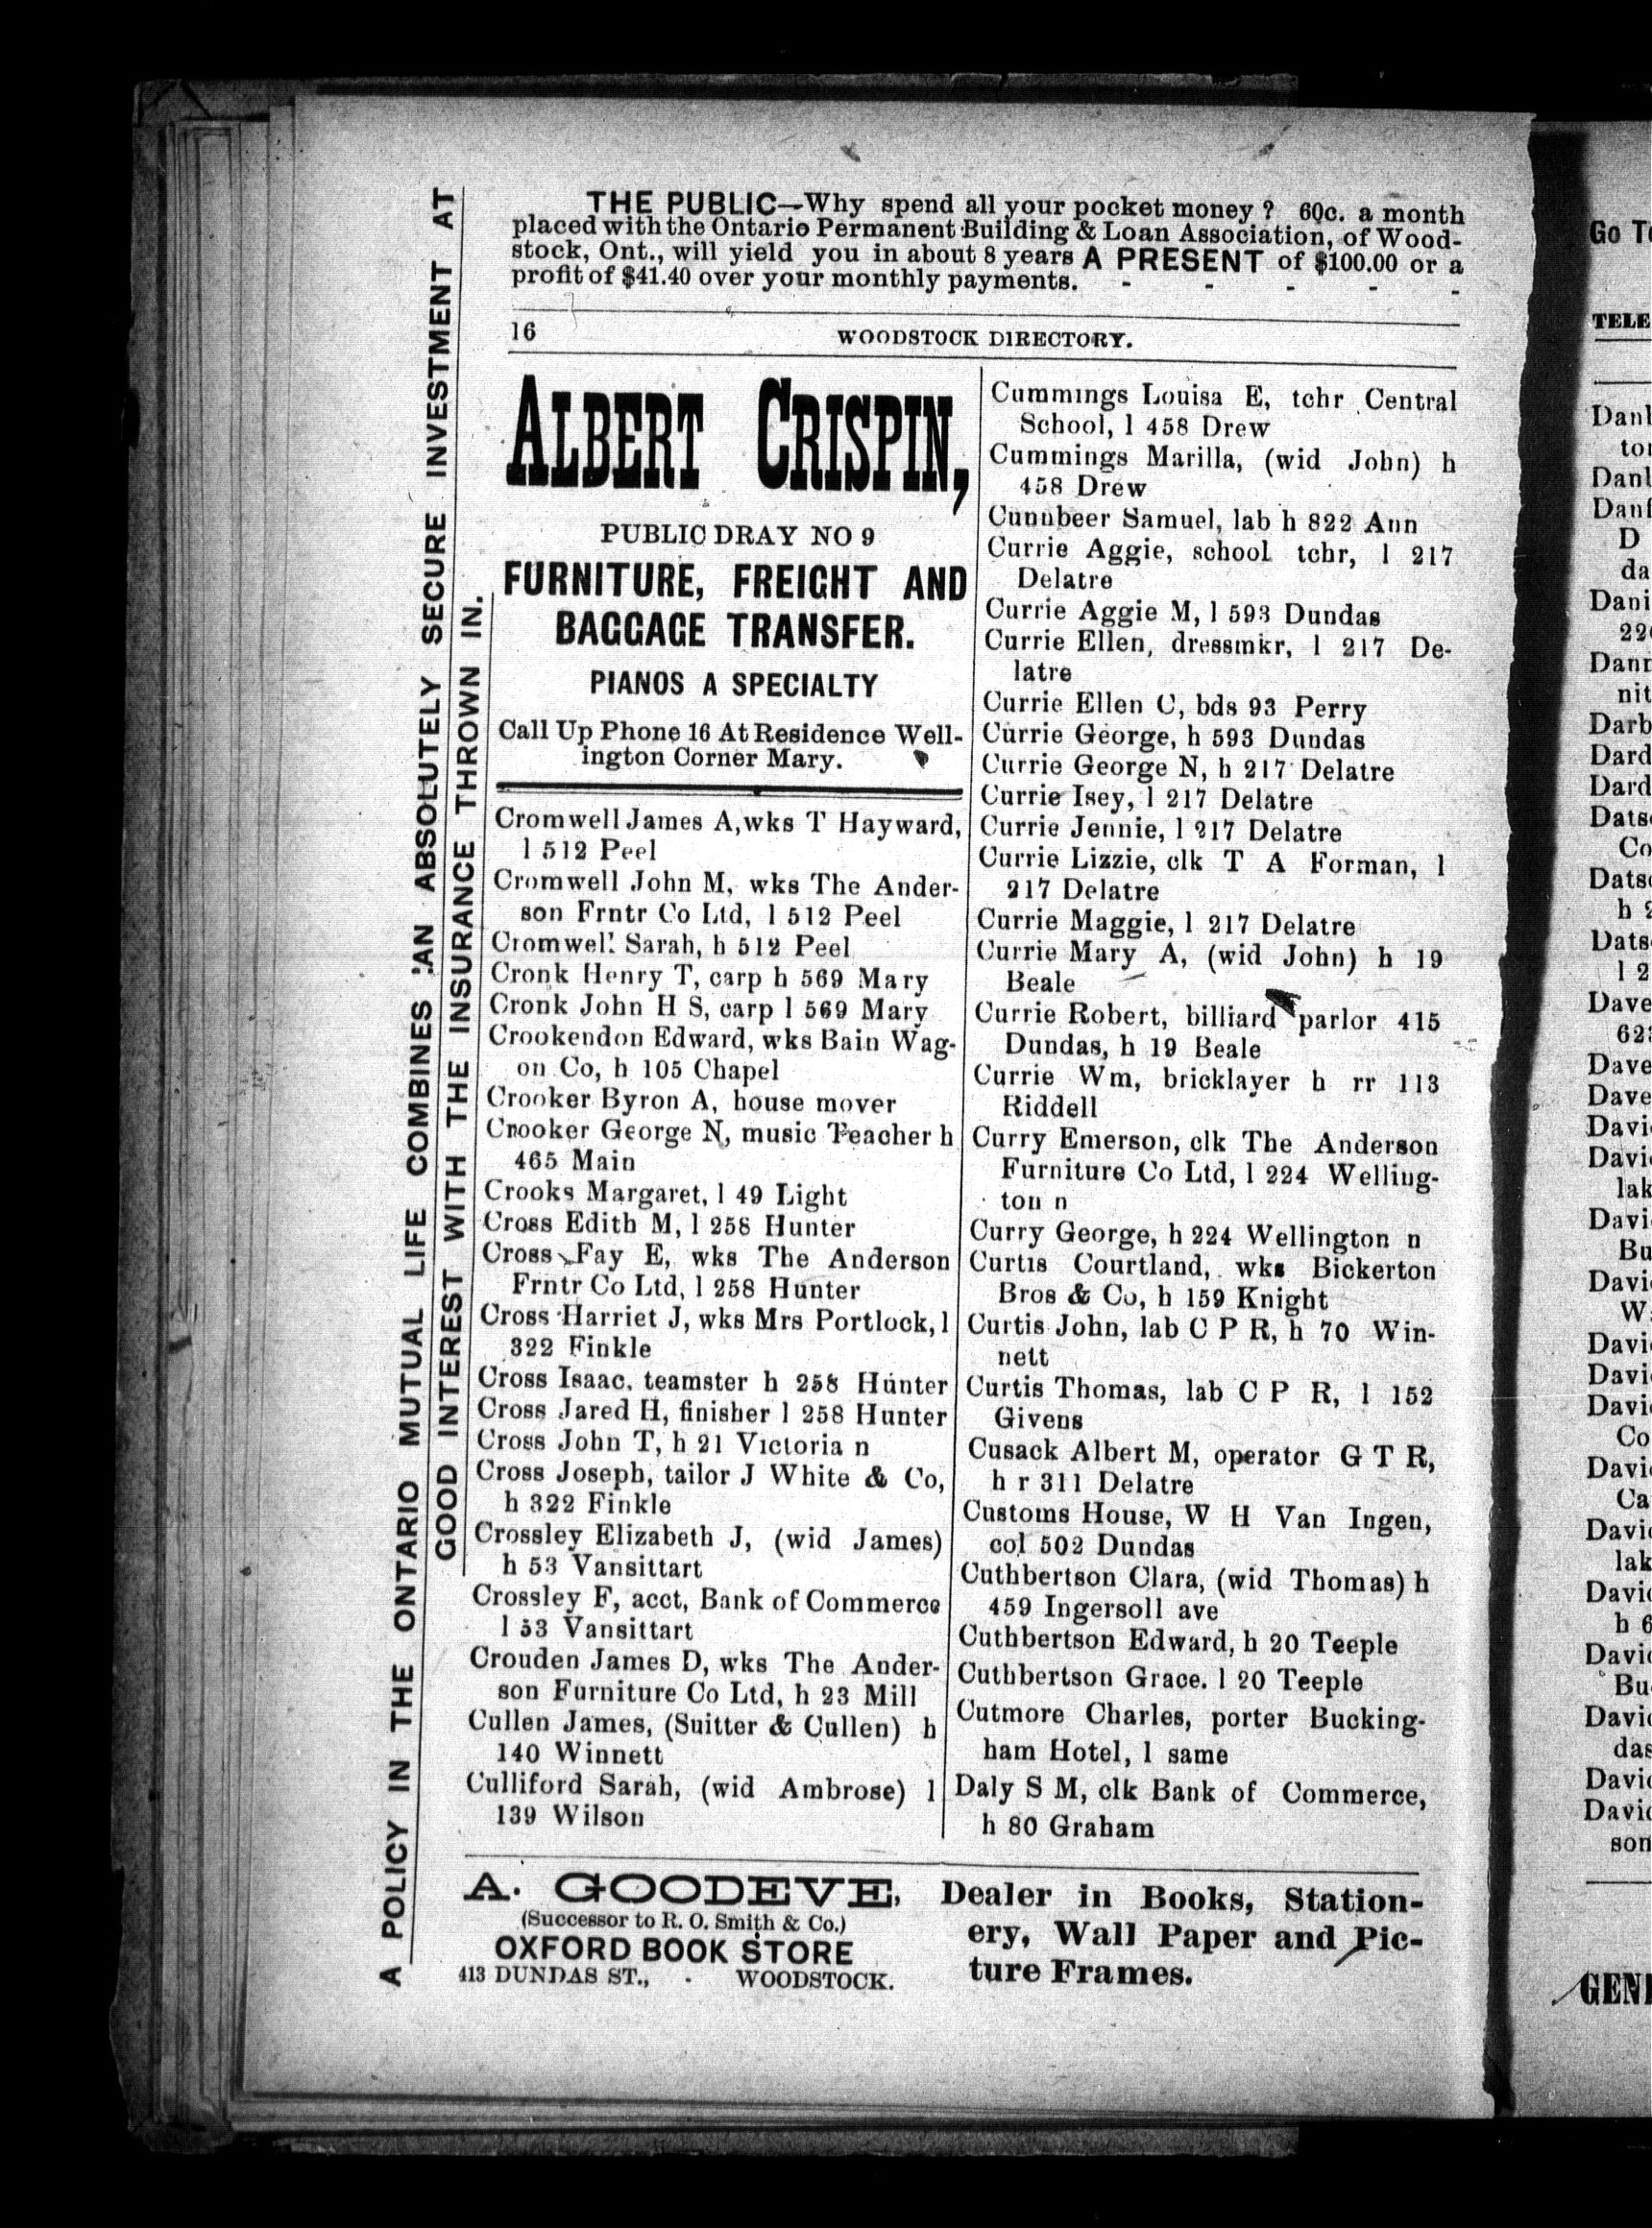 THE PUBLIC—Why spend all your pocket money ? 60c. a month
placed with the Ontario Permanent Building & Loan Association, of Wood-
stock, Ont., will yield you in about 8 years A PRESENT of $100.00 or a
profit of $41.40 over your monthly payments. - - - - -
16 WOODSTOCK DIRECTORY.
ALBERT CRISPIN,
PUBLIC DRAY NO 9
FURNITURE, FREIGHT AND
BAGGAGE TRANSFER.
PIANOS A SPECIALTY
Call Up Phone 16 At Residence Well-
ington Corner Mary.
Cromwell James A, wks T Hayward,
l 512 Peel
Cromwell John M, wks The Ander-
son Frntr Co Ltd, l 512 Peel
Cromwell Sarah, h 512 Peel
Cronk Henry T, carp h 569 Mary
Cronk John H S, carp l 569 Mary
Crookendon Edward, wks Bain Wag-
on Co, h 105 Chapel
Crooker Byron A, house mover
Crooker George N, music Teacher h
465 Main
Crooks Margaret, l 49 Light
Cross Edith M, l 258 Hunter
Cross Fay E, wks The Anderson
Frntr Co Ltd, l 258 Hunter
Cross Harriet J, wks Mrs Portlock, l
322 Finkle
Cross Isaac, teamster h 258 Hunter
Cross Jared H, finisher l 258 Hunter
Cross John T, h 21 Victoria n
Cross Joseph, tailor J White & Co,
h 322 Finkle
Crossley Elizabeth J, (wid James)
h 53 Vansittart
Crossley F, acct, Bank of Commerce
l 53 Vansittart
Crouden James D, wks The Ander-
son Furniture Co Ltd, h 23 Mill
Cullen James, (Suitter & Cullen) h
140 Winnett
Culliford Sarah, (wid Ambrose) l
139 Wilson
Cummings Louisa E, tchr Central
School, l 458 Drew
Cummings Marilla, (wid John) h
458 Drew
Cunnbeer Samuel, lab h 822 Ann
Currie Aggie, school tchr, l 217
Delatre
Currie Aggie M, l 593 Dundas
Currie Ellen, dressmkr, l 217 De-
latre
Currie Ellen C, bds 93 Perry
Currie George, h 593 Dundas
Currie George N, h 217 Delatre
Currie Isey, l 217 Delatre
Currie Jennie, l 217 Delatre
Currie Lizzie, clk T A Forman, l
217 Delatre
Currie Maggie, l 217 Delatre
Currie Mary A, (wid John) h 19
Beale
Currie Robert, billiard parlor 415
Dundas, h 19 Beale
Currie Wm, bricklayer h rr 113
Riddell
Curry Emerson, clk The Anderson
Furniture Co Ltd, l 224 Welling-
ton n
Curry George, h 224 Wellington n
Curtis Courtland, wks Bickerton
Bros & Co, h 159 Knight
Curtis John, lab C P R, h 70 Win-
nett
Curtis Thomas, lab C P R, l 152
Givens
Cusack Albert M, operator G T R,
h r 311 Delatre
Customs House, W H Van Ingen,
col 502 Dundas
Cuthbertson Clara, (wid Thomas) h
459 Ingersoll ave
Cuthbertson Edward, h 20 Teeple
Cuthbertson Grace. l 20 Teeple
Cutmore Charles, porter Bucking-
ham Hotel, l same
Daly S M, clk Bank of Commerce,
h 80 Graham
A POLICY IN THE ONTARIO MUTUAL LIFE COMBINES AN ABSOLUTELY SECURE INVESTMENT AT
GOOD INTEREST WITH THE INSURANCE THROWN IN.
A. GOODEVE,
(Successor to R. O. Smith & Co.)
OXFORD BOOK STORE
413 DUNDAS ST., - WOODSTOCK.
Dealer in Books, Station-
ery, Wall Paper and Pic-
ture Frames.
Go